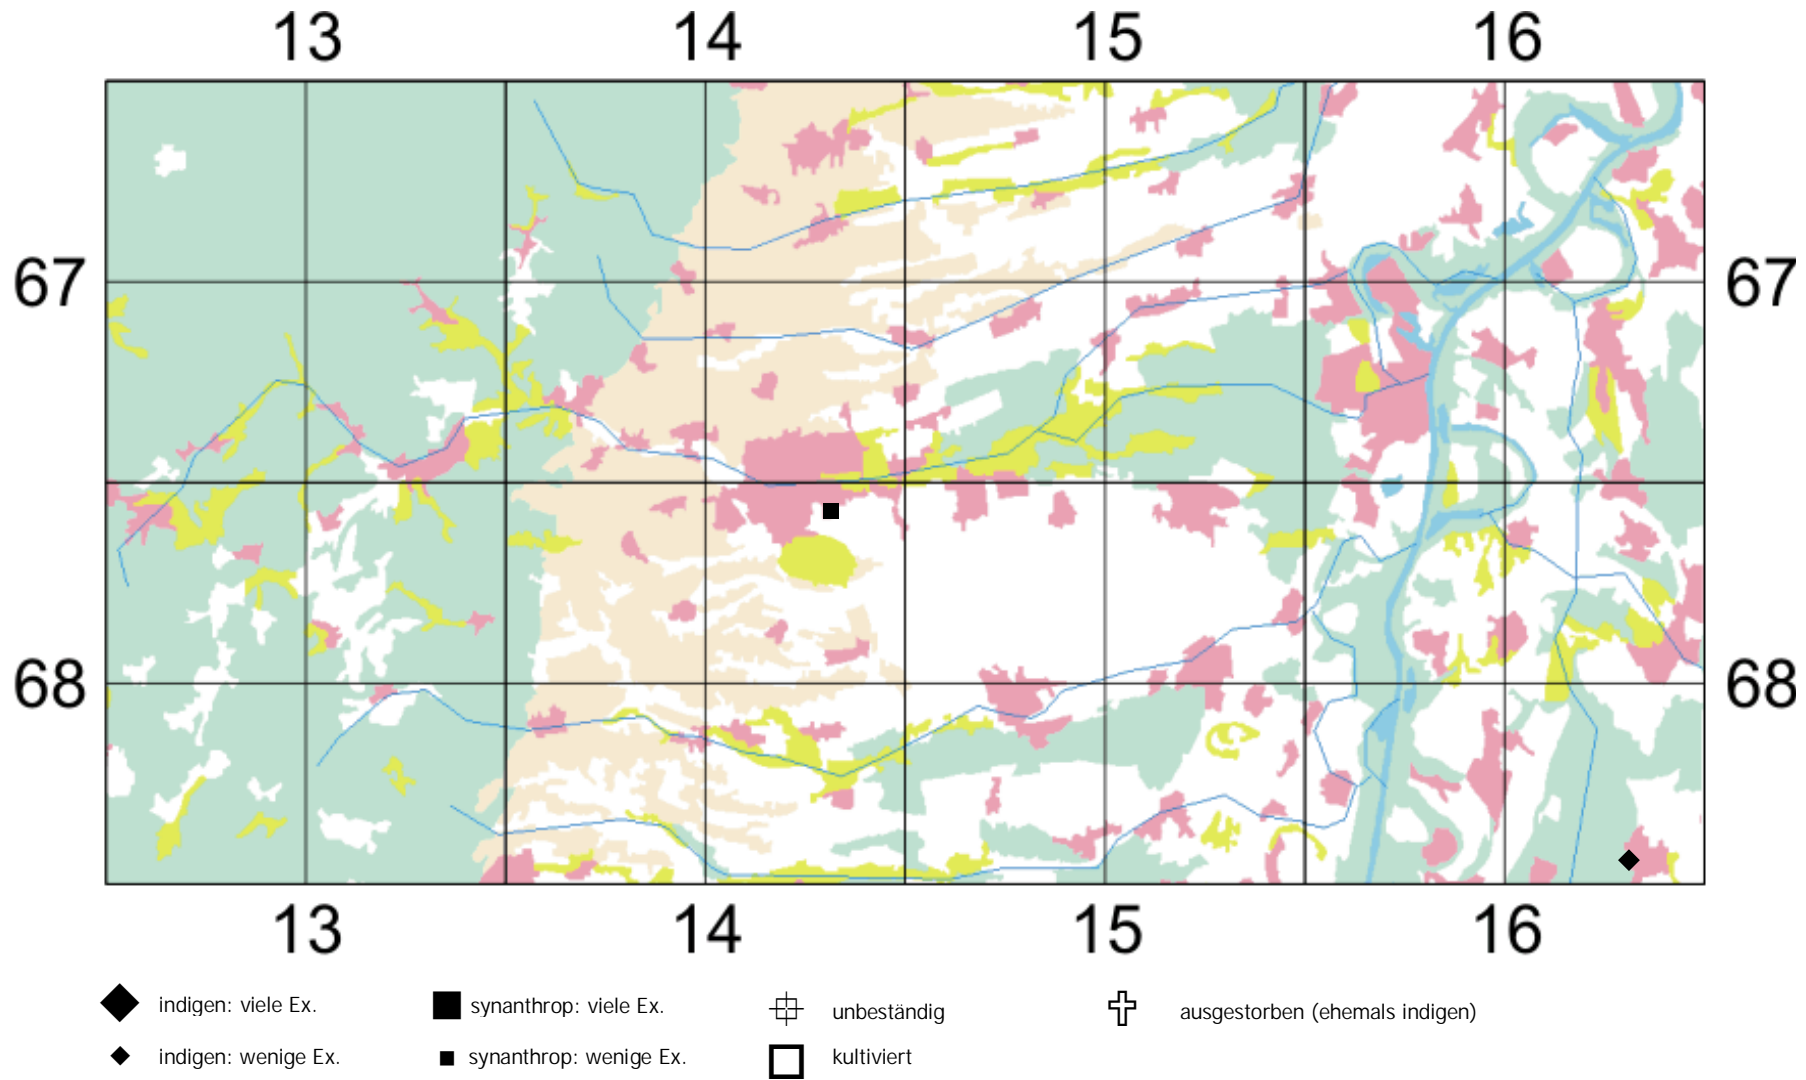 13 14 15 16
67 67
68 68
13 14 15 16
indigen: viele Ex. synanthrop: viele Ex. unbeständig ausgestorben (ehemals indigen)
indigen: wenige Ex. synanthrop: wenige Ex. kultiviert